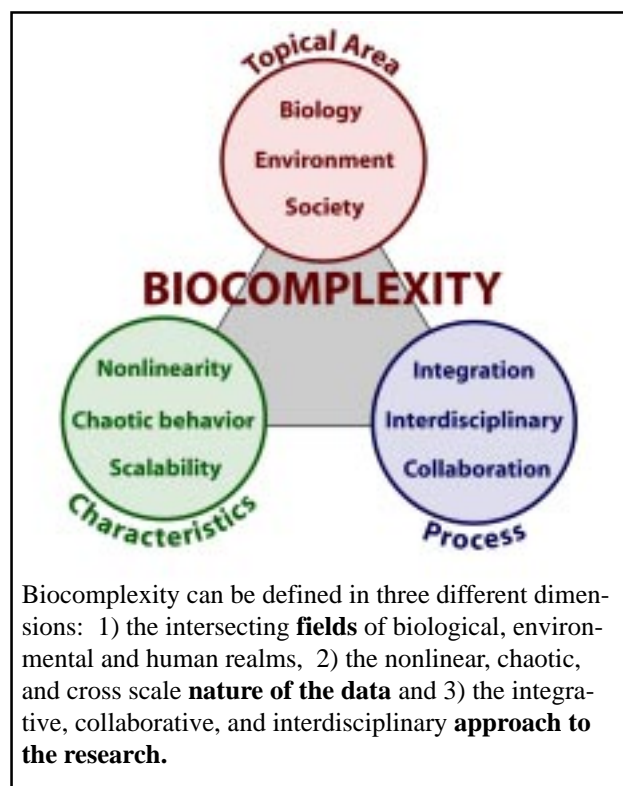 Topical Area
Biology
Environment
Society
BIOCOMPLEXITY
Nonlinearity
Chaotic behavior
Scalability
Characteristics
Integration
Interdisciplinary
Collaboration
Process
Biocomplexity can be defined in three different dimen-
sions: 1) the intersecting fields of biological, environ-
mental and human realms, 2) the nonlinear, chaotic,
and cross scale nature of the data and 3) the integra-
tive, collaborative, and interdisciplinary approach to
the research.